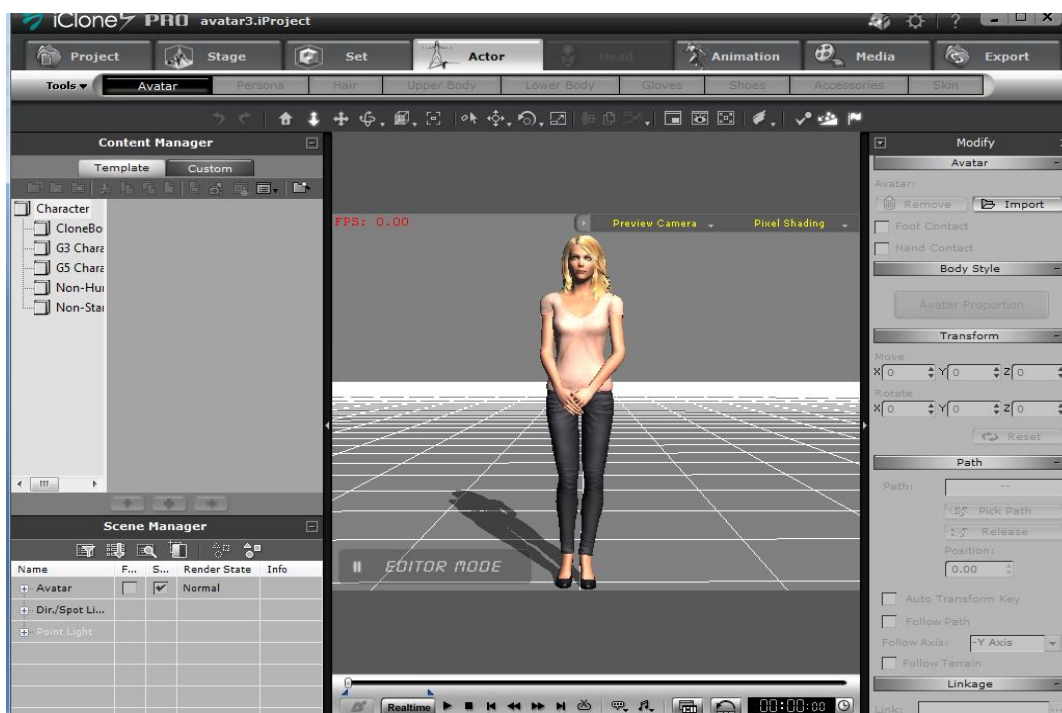 iClone5 PRO avatar3.iProject
Project Stage Set Actor Head Animation Media Export
Tools Avatar Persona Hair Upper Body Lower Body Gloves Shoes Accessories Skin
Content Manager
Template Custom
Character
CloneBo
G3 Chara
G5 Chara
Non-Hu
Non-Sta
Scene Manager
Name F... S... Render State Info
Avatar Normal
Dir./Spot Li...
Point Light
FPS: 0.00 Preview Camera Pixel Shading
EDITOR MODE
Realtime 00:00:00
Modify
Avatar
Avatar:
Remove Import
Foot Contact
Hand Contact
Body Style
Avatar Proportion
Transform
Move
X 0 Y 0 Z 0
Rotate
X 0 Y 0 Z 0
Reset
Path
Path: --
Pick Path
Release
Position:
0.00
Auto Transform Key
Follow Path
Follow Axis: -Y Axis
Follow Terrain
Linkage
Link: